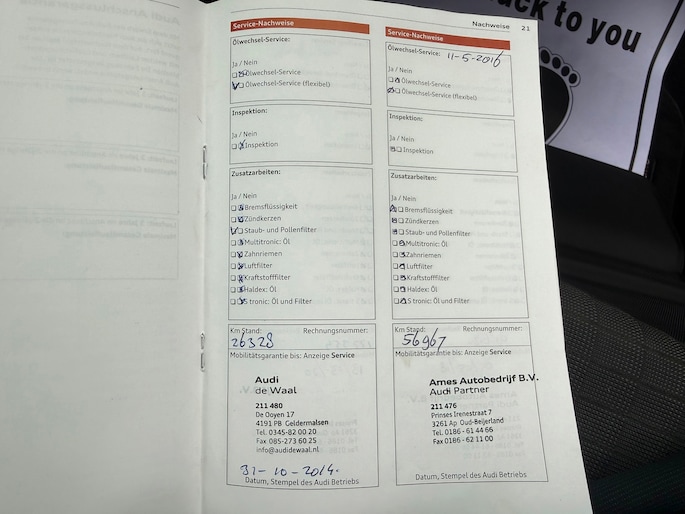 ack to you
Nachweise 21
Service-Nachweise
Ölwechsel-Service:
Ja / Nein
Ölwechsel-Service
Ölwechsel-Service (flexibel)
Inspektion:
Ja / Nein
Inspektion
Zusatzarbeiten:
Ja / Nein
Bremsflüssigkeit
Zündkerzen
Staub- und Pollenfilter
Multitronic: Öl
Zahnriemen
Luftfilter
Kraftstofffilter
Haldex: Öl
S tronic: Öl und Filter
Km Stand: Rechnungsnummer:
26328
Mobilitätsgarantie bis: Anzeige Service
Audi
de Waal
211 480
De Ooyen 17
4191 PB Geldermalsen
Tel. 0345-82 00 20
Fax 085-273 60 25
info@audidewaal.nl
31-10-2014.
Datum, Stempel des Audi Betriebs
Service-Nachweise
Ölwechsel-Service: 11-5-2016
Ja / Nein
Ölwechsel-Service
Ölwechsel-Service (flexibel)
Inspektion:
Ja / Nein
Inspektion
Zusatzarbeiten:
Ja / Nein
Bremsflüssigkeit
Zündkerzen
Staub- und Pollenfilter
Multitronic: Öl
Zahnriemen
Luftfilter
Kraftstofffilter
Haldex: Öl
S tronic: Öl und Filter
Km Stand: Rechnungsnummer:
56967
Mobilitätsgarantie bis: Anzeige Service
Ames Autobedrijf B.V.
Audi Partner
211 476
Prinses Irenestraat 7
3261 Ap Oud-Beijerland
Tel. 0186 - 61 44 66
Fax 0186 - 62 11 00
Datum, Stempel des Audi Betriebs